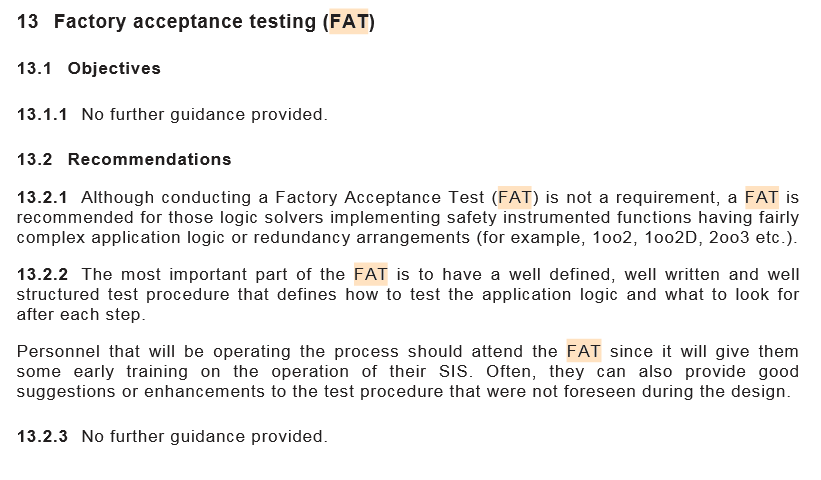 13 Factory acceptance testing (FAT)
13.1 Objectives
13.1.1 No further guidance provided.
13.2 Recommendations
13.2.1 Although conducting a Factory Acceptance Test (FAT) is not a requirement, a FAT is
recommended for those logic solvers implementing safety instrumented functions having fairly
complex application logic or redundancy arrangements (for example, 1oo2, 1oo2D, 2oo3 etc.).
13.2.2 The most important part of the FAT is to have a well defined, well written and well
structured test procedure that defines how to test the application logic and what to look for
after each step.
Personnel that will be operating the process should attend the FAT since it will give them
some early training on the operation of their SIS. Often, they can also provide good
suggestions or enhancements to the test procedure that were not foreseen during the design.
13.2.3 No further guidance provided.